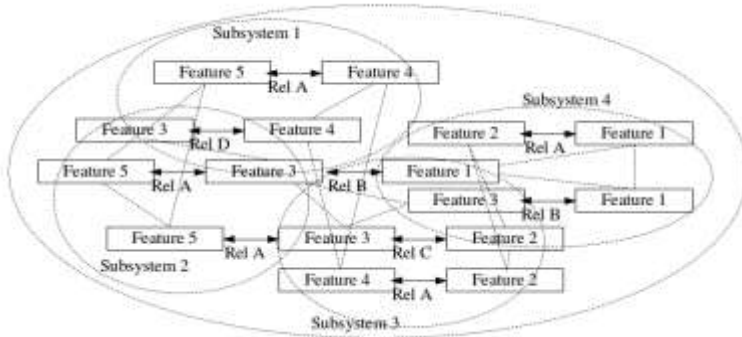 Subsystem 1
Feature 5 Feature 4
Rel A
Subsystem 4
Feature 3 Feature 4 Feature 2 Feature 1
Rel D Rel A
Feature 5 Feature 3 Feature 1
Rel A Rel B
Feature 3 Feature 1
Rel B
Feature 5 Feature 3 Feature 2
Rel A Rel C
Subsystem 2
Feature 4 Feature 2
Rel A
Subsystem 3